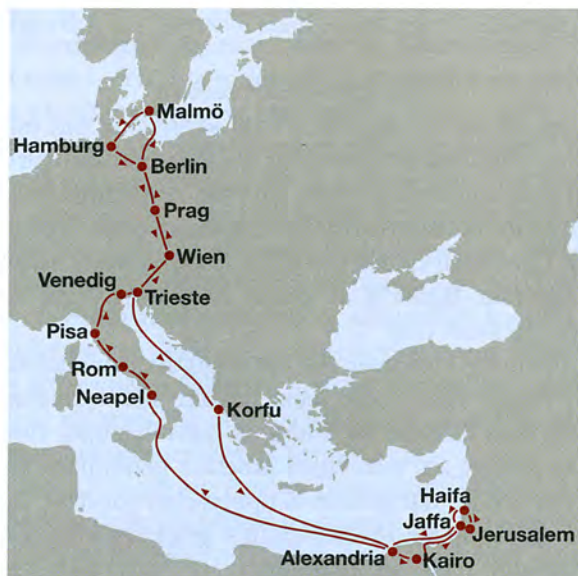 Malmö
Hamburg
Berlin
Prag
Wien
Venedig
Trieste
Pisa
Rom
Neapel
Korfu
Haifa
Jaffa
Jerusalem
Alexandria
Kairo